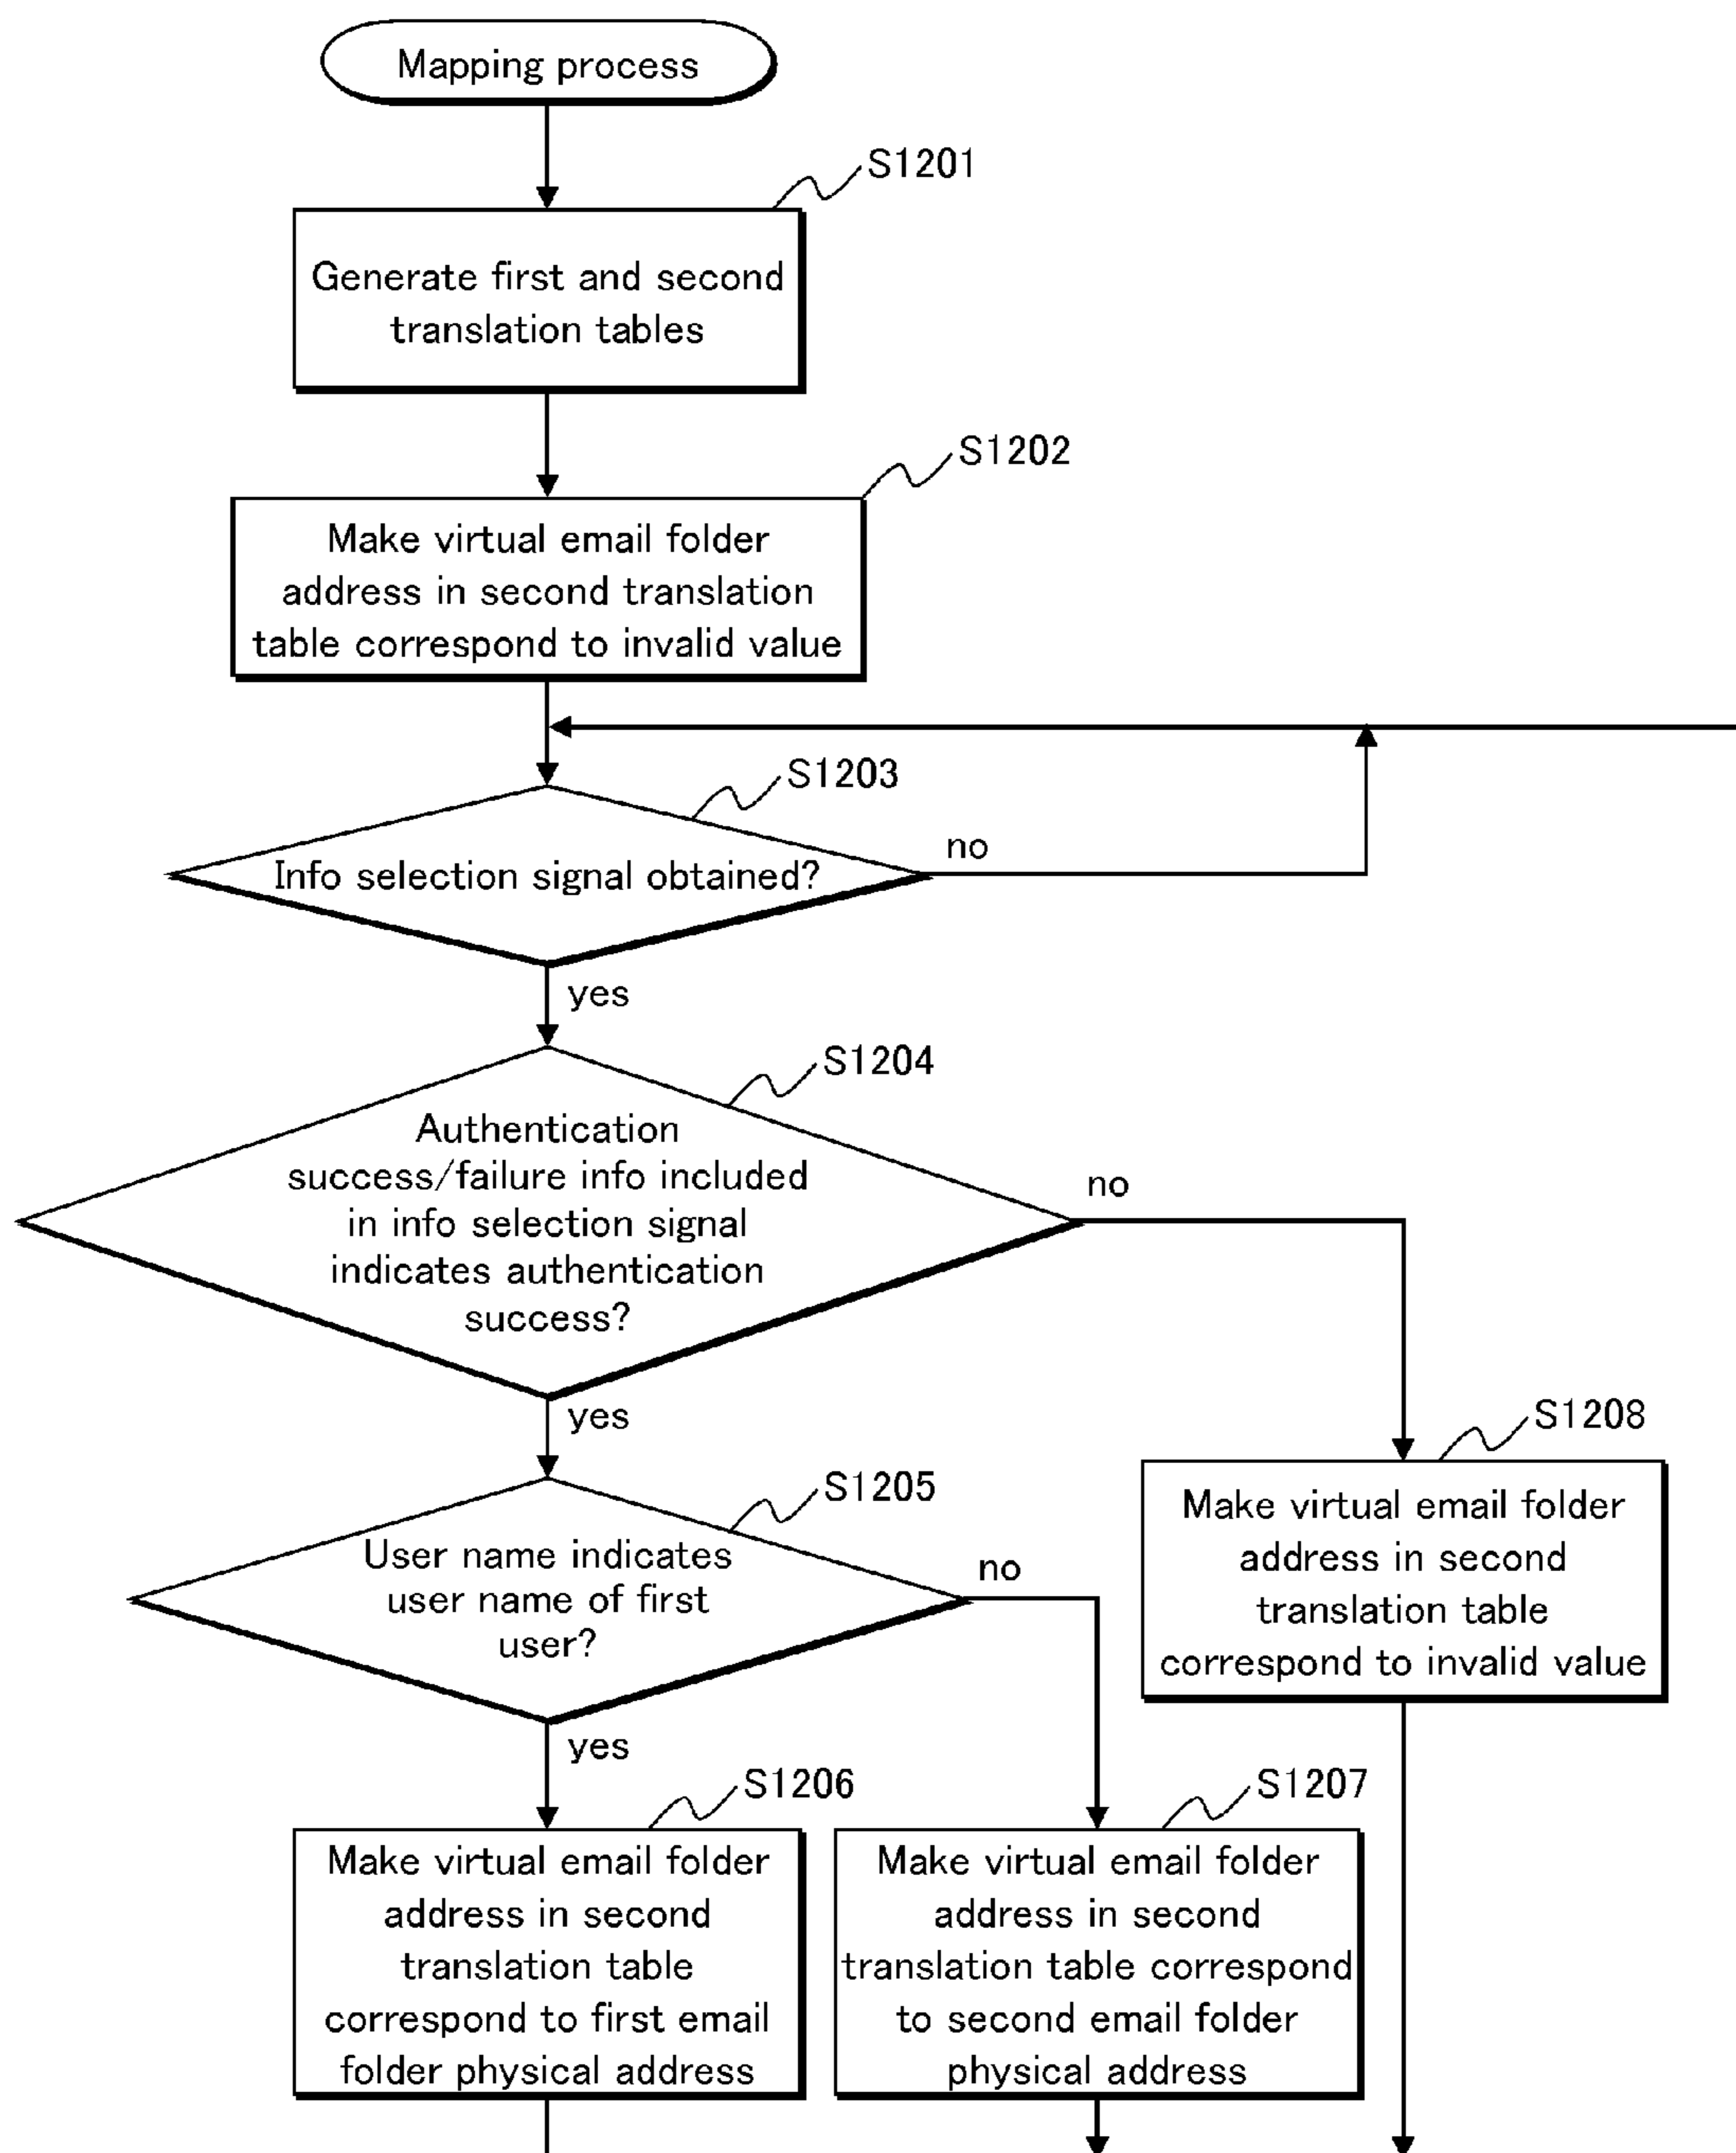 Mapping process
S1201
Generate first and second
translation tables
S1202
Make virtual email folder
address in second translation
table correspond to invalid value
S1203
Info selection signal obtained?
no
yes
S1204
Authentication
success/failure info included
in info selection signal
indicates authentication
success?
no
yes
S1208
Make virtual email folder
address in second
translation table
correspond to invalid value
S1205
User name indicates
user name of first
user?
no
yes
S1206
Make virtual email folder
address in second
translation table
correspond to first email
folder physical address
S1207
Make virtual email folder
address in second
translation table correspond
to second email folder
physical address